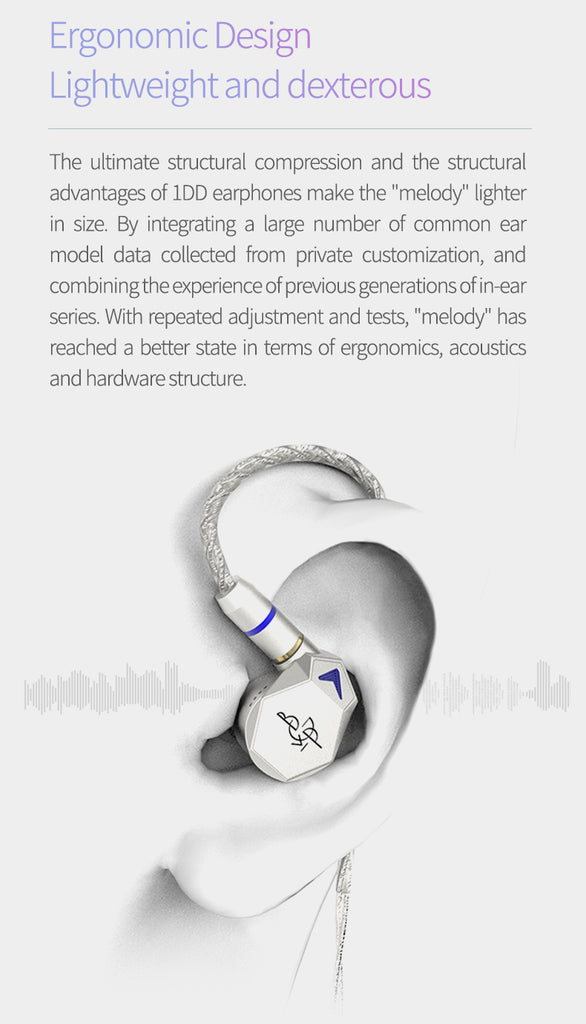 Ergonomic Design
Lightweight and dexterous
The ultimate structural compression and the structural
advantages of 1DD earphones make the "melody" lighter
in size. By integrating a large number of common ear
model data collected from private customization, and
combining the experience of previous generations of in-ear
series. With repeated adjustment and tests, "melody" has
reached a better state in terms of ergonomics, acoustics
and hardware structure.